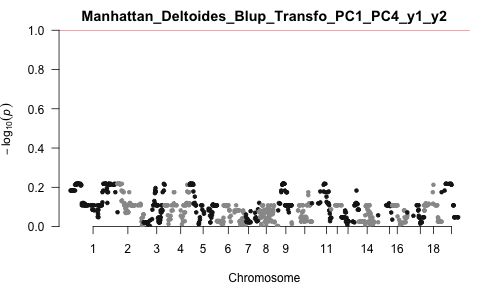 Manhattan_Deltoides_Blup_Transfo_PC1_PC4_y1_y2
1.0
0.8
0.6
0.4
0.2
0.0
− log₁₀(p)
1 2 3 4 5 6 7 8 9 11 14 16 18
Chromosome